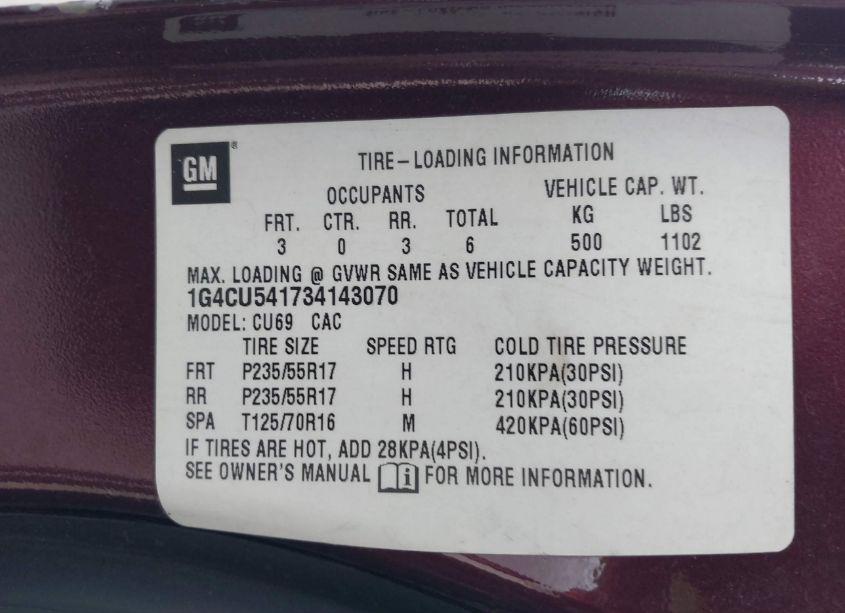 GM ®
TIRE-LOADING INFORMATION
OCCUPANTS VEHICLE CAP. WT.
FRT. CTR. RR. TOTAL KG LBS
3 0 3 6 500 1102
MAX. LOADING @ GVWR SAME AS VEHICLE CAPACITY WEIGHT.
1G4CU541734143070
MODEL: CU69 CAC
TIRE SIZE SPEED RTG COLD TIRE PRESSURE
FRT P235/55R17 H 210KPA(30PSI)
RR P235/55R17 H 210KPA(30PSI)
SPA T125/70R16 M 420KPA(60PSI)
IF TIRES ARE HOT, ADD 28KPA(4PSI).
SEE OWNER'S MANUAL i FOR MORE INFORMATION.